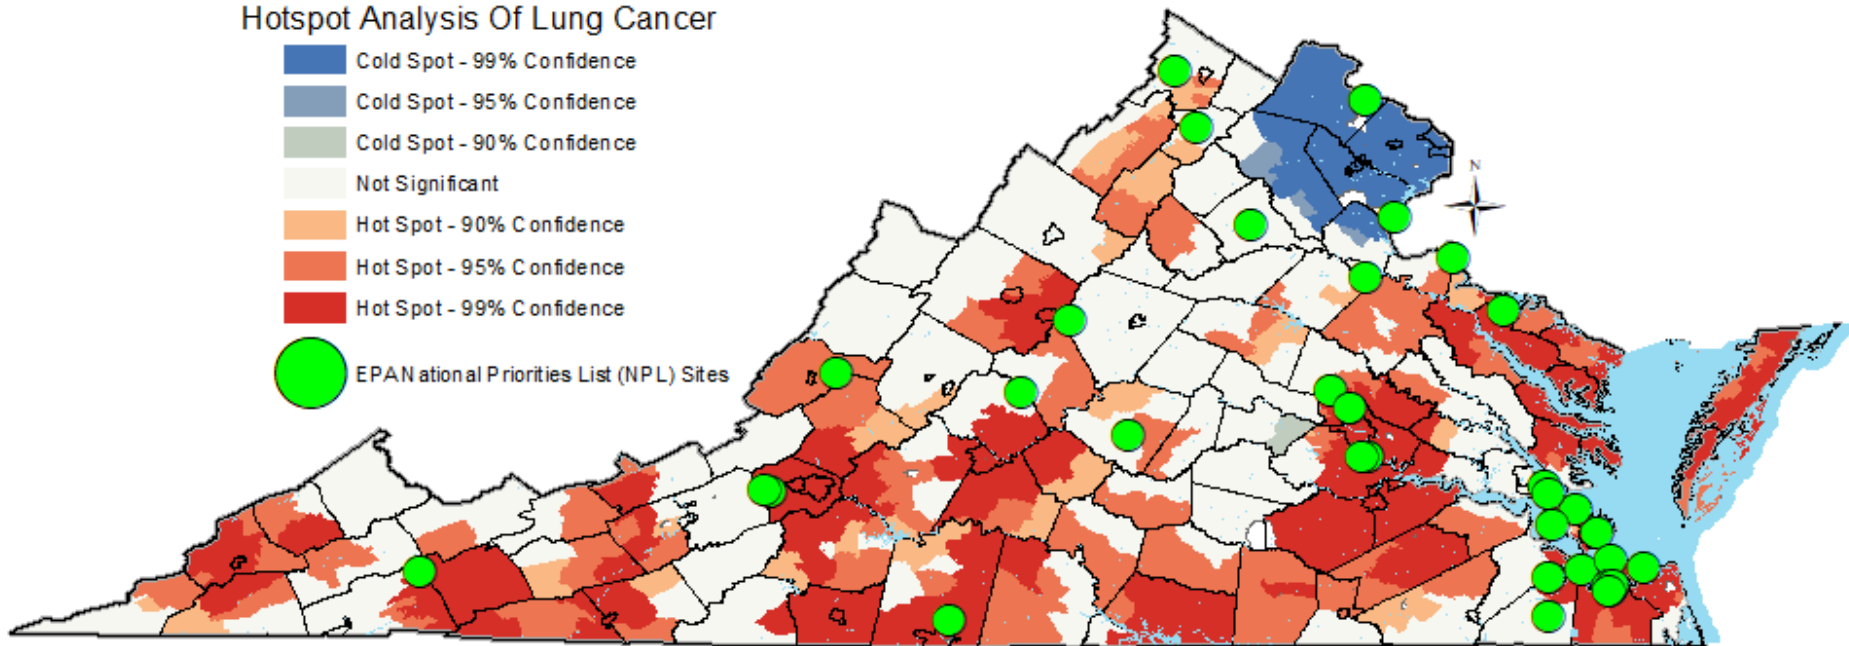 Hotspot Analysis Of Lung Cancer
Cold Spot - 99% Confidence
Cold Spot - 95% Confidence
Cold Spot - 90% Confidence
Not Significant
Hot Spot - 90% Confidence
Hot Spot - 95% Confidence
Hot Spot - 99% Confidence
EPA National Priorities List (NPL) Sites
N